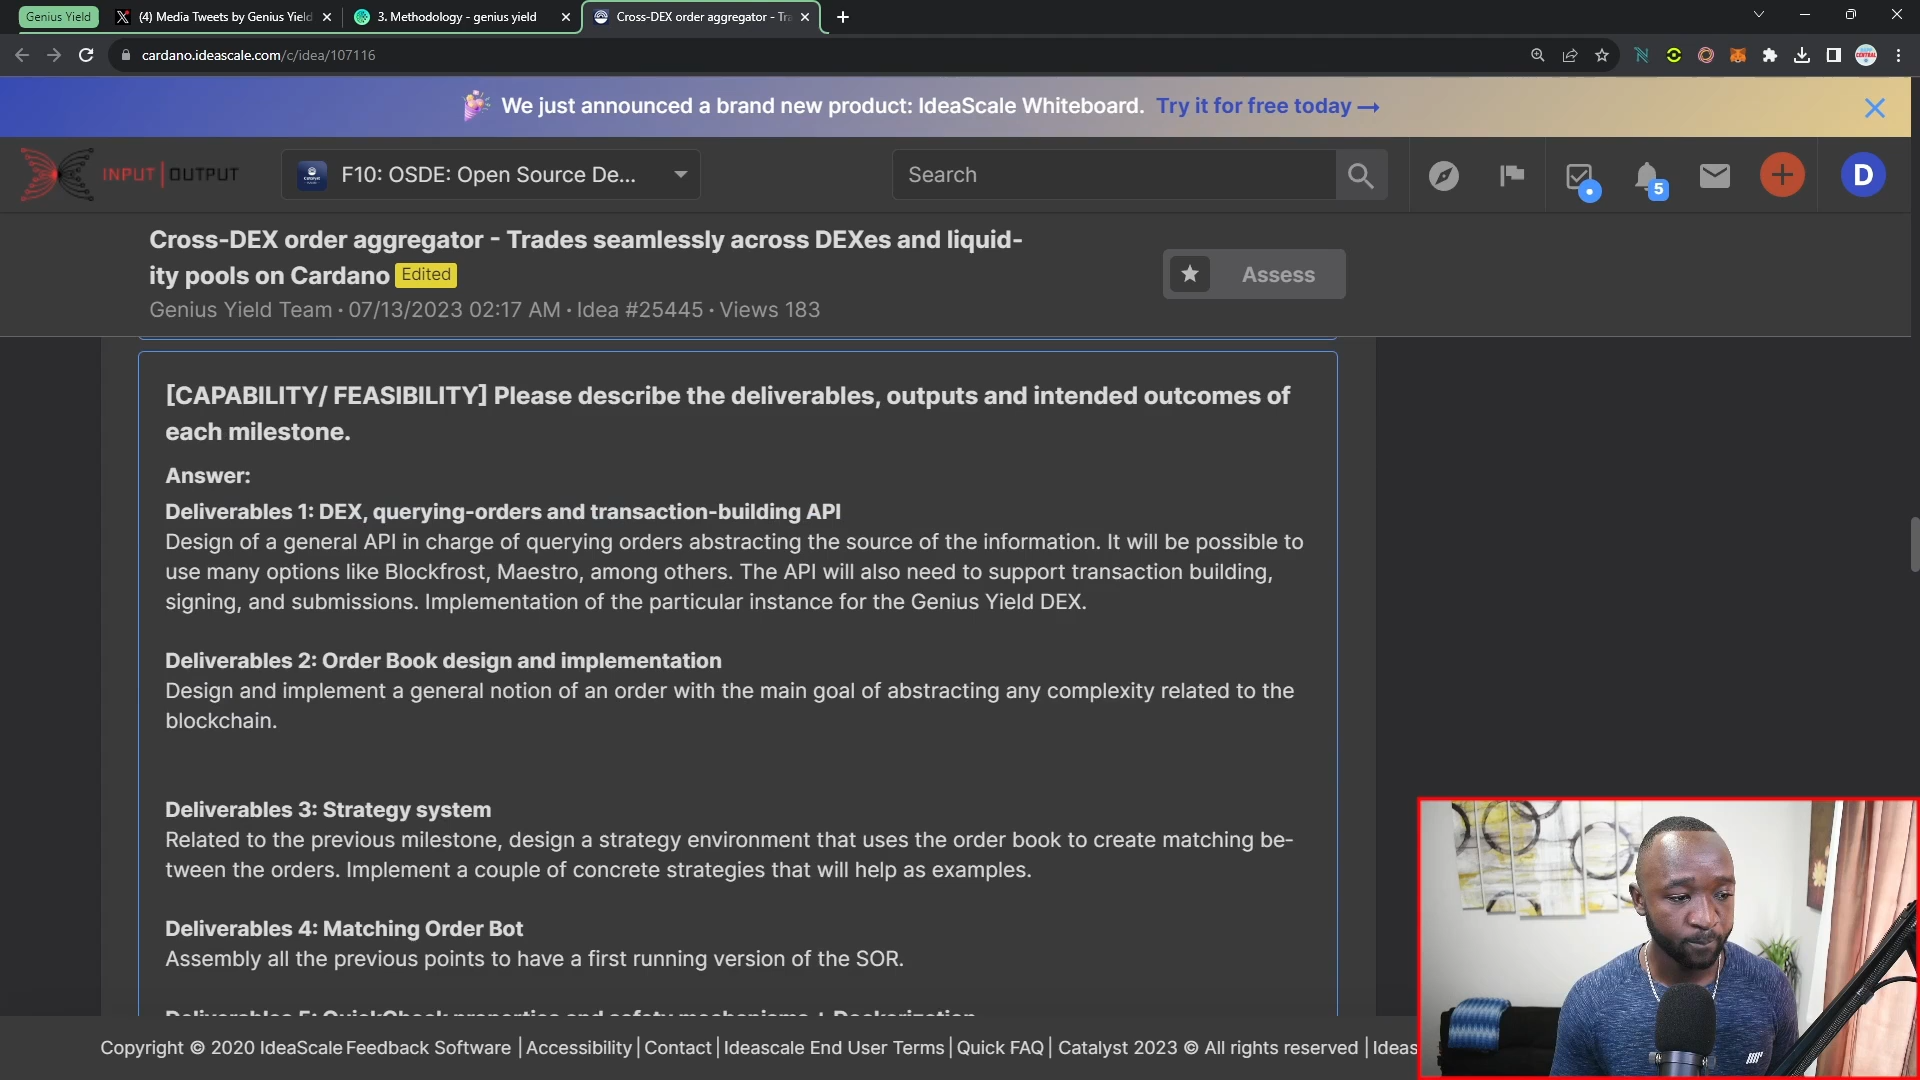 Genius Yield
(4) Media Tweets by Genius Yield
3. Methodology - genius yield
Cross-DEX order aggregator - Tra
cardano.ideascale.com/c/idea/107116
We just announced a brand new product: IdeaScale Whiteboard. Try it for free today →
INPUT | OUTPUT
F10: OSDE: Open Source De...
Search
5
D
Cross-DEX order aggregator - Trades seamlessly across DEXes and liquid-
ity pools on Cardano Edited
Assess
Genius Yield Team · 07/13/2023 02:17 AM · Idea #25445 · Views 183
[CAPABILITY/ FEASIBILITY] Please describe the deliverables, outputs and intended outcomes of
each milestone.
Answer:
Deliverables 1: DEX, querying-orders and transaction-building API
Design of a general API in charge of querying orders abstracting the source of the information. It will be possible to
use many options like Blockfrost, Maestro, among others. The API will also need to support transaction building,
signing, and submissions. Implementation of the particular instance for the Genius Yield DEX.
Deliverables 2: Order Book design and implementation
Design and implement a general notion of an order with the main goal of abstracting any complexity related to the
blockchain.
Deliverables 3: Strategy system
Related to the previous milestone, design a strategy environment that uses the order book to create matching be-
tween the orders. Implement a couple of concrete strategies that will help as examples.
Deliverables 4: Matching Order Bot
Assembly all the previous points to have a first running version of the SOR.
Deliverables 5: QuickCheck properties and safety mechanisms + Dockerization
Copyright © 2020 IdeaScale Feedback Software | Accessibility | Contact | Ideascale End User Terms | Quick FAQ | Catalyst 2023 © All rights reserved | Ideas